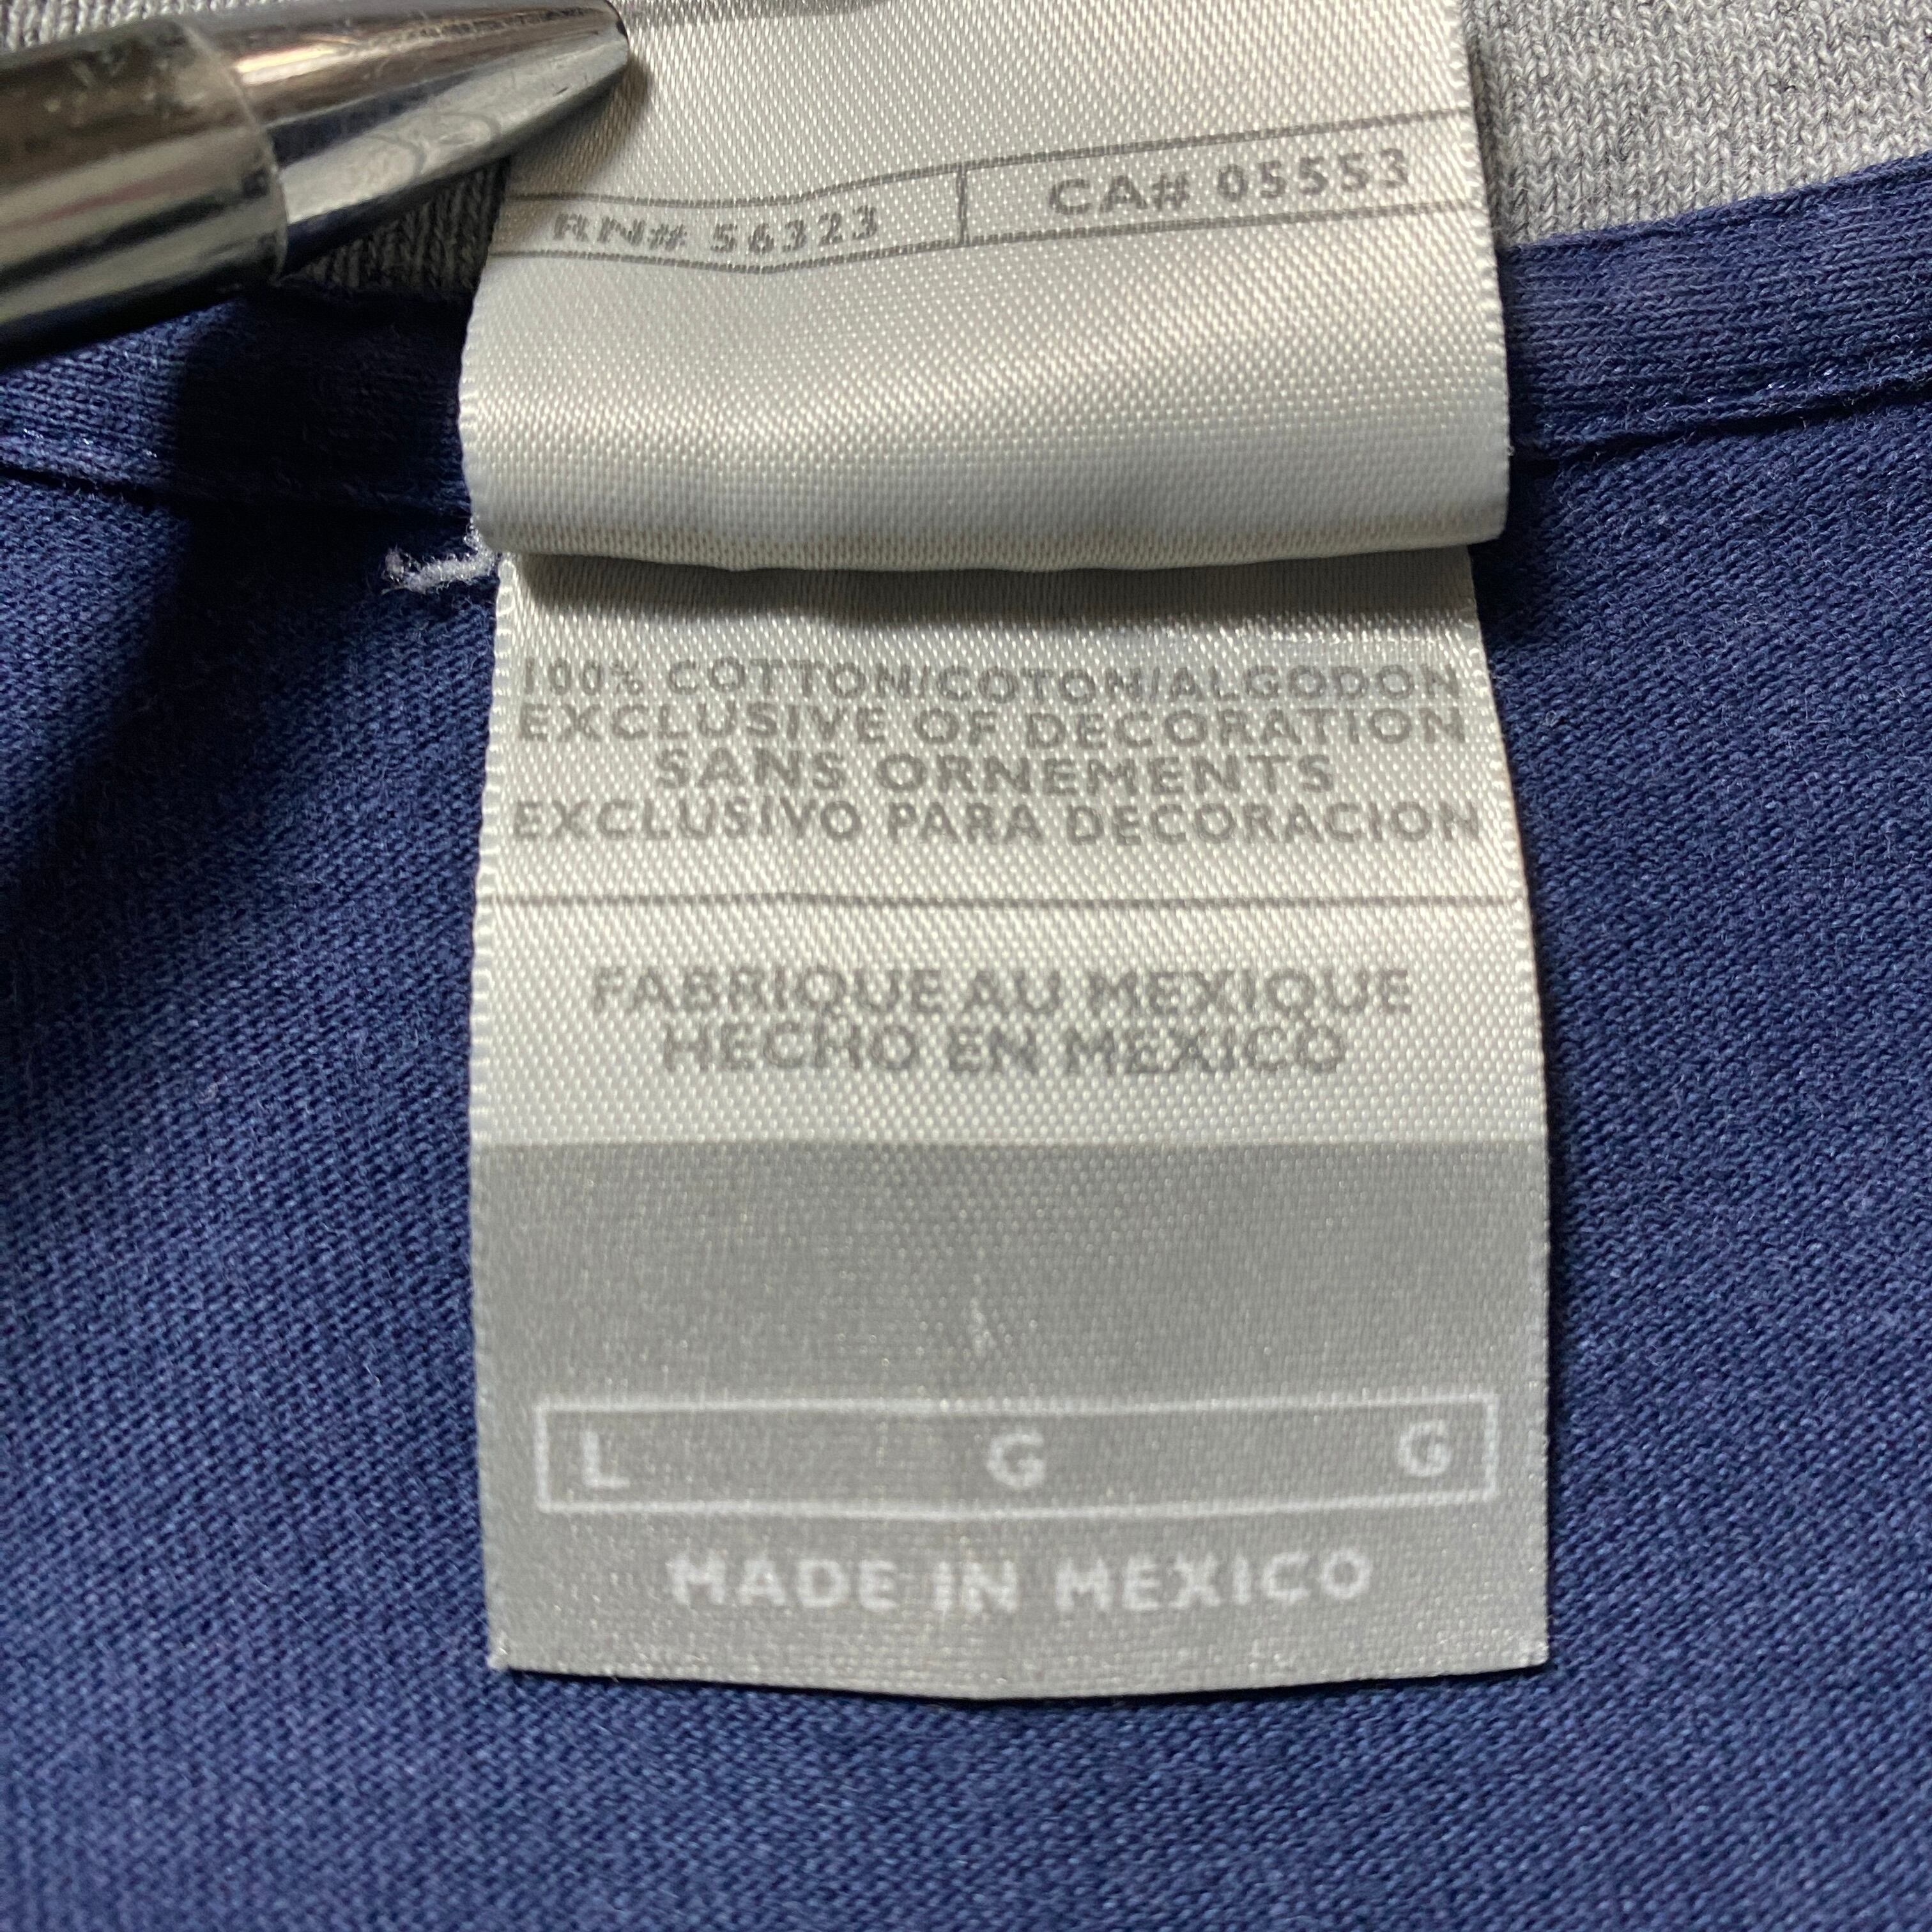 RN# 56323 CA# 05553
100% COTTON/COTON/ALGODON
EXCLUSIVE OF DECORATION
SANS ORNEMENTS
EXCLUSIVO PARA DECORACION
FABRIQUE AU MEXIQUE
HECHO EN MEXICO
L G G
MADE IN MEXICO